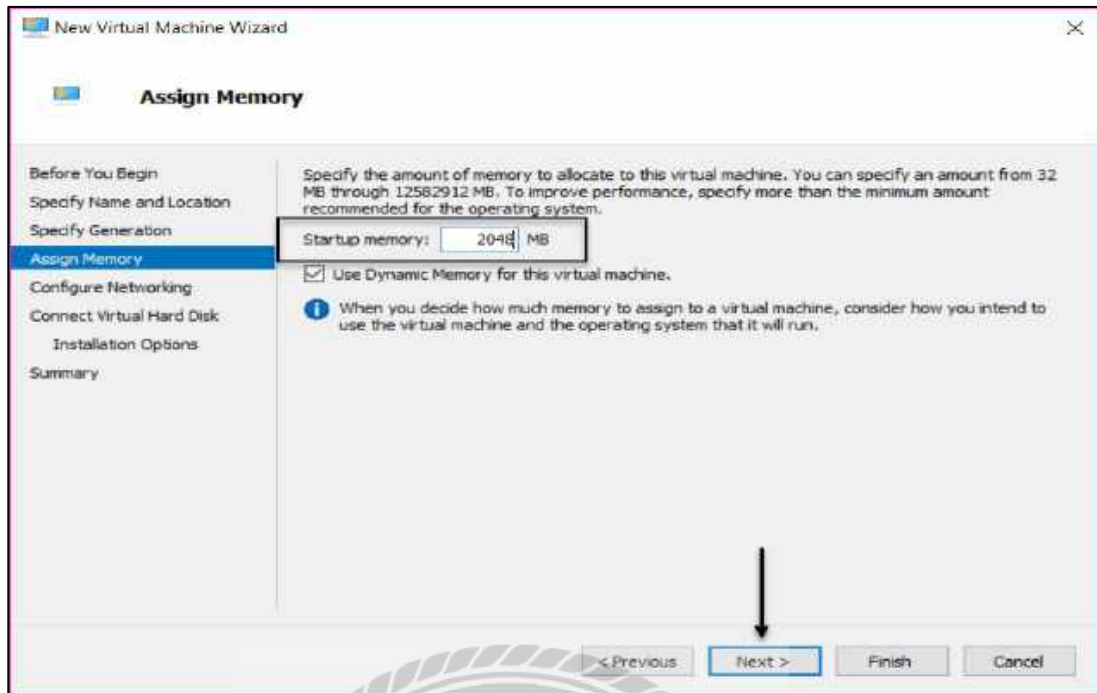 New Virtual Machine Wizard
Assign Memory
Before You Begin
Specify Name and Location
Specify Generation
Assign Memory
Configure Networking
Connect Virtual Hard Disk
Installation Options
Summary
Specify the amount of memory to allocate to this virtual machine. You can specify an amount from 32
MB through 12582912 MB. To improve performance, specify more than the minimum amount
recommended for the operating system.
Startup memory: 2048 MB
Use Dynamic Memory for this virtual machine.
When you decide how much memory to assign to a virtual machine, consider how you intend to
use the virtual machine and the operating system that it will run.
< Previous Next > Finish Cancel